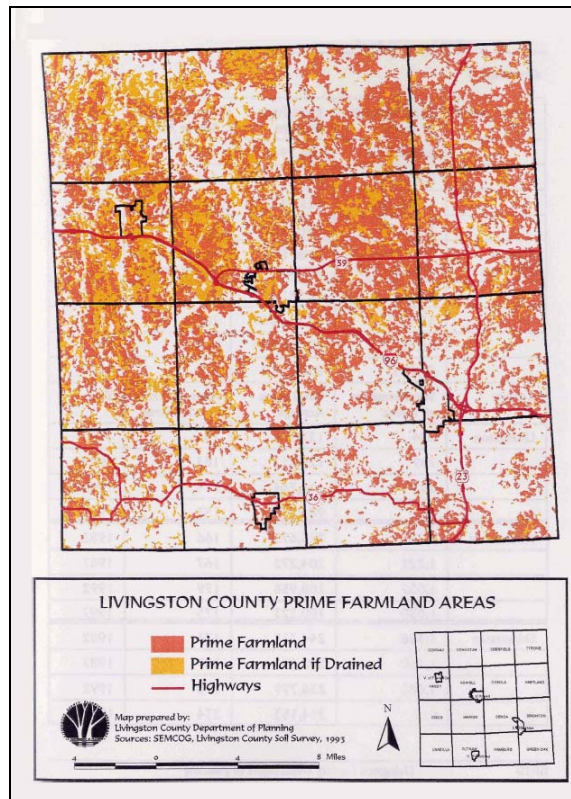 59
96
36
23
LIVINGSTON COUNTY PRIME FARMLAND AREAS
Prime Farmland
Prime Farmland if Drained
Highways
Map prepared by:
Livingston County Department of Planning
Sources: SEMCOG, Livingston County Soil Survey, 1993
N
4 0 4 8 Miles
CONWAY COHOCTAH DEERFIELD TYRONE
HANDY HOWELL OCEOLA HARTLAND
IOSCO MARION GENOA BRIGHTON
UNADILLA PUTNAM HAMBURG GREEN OAK